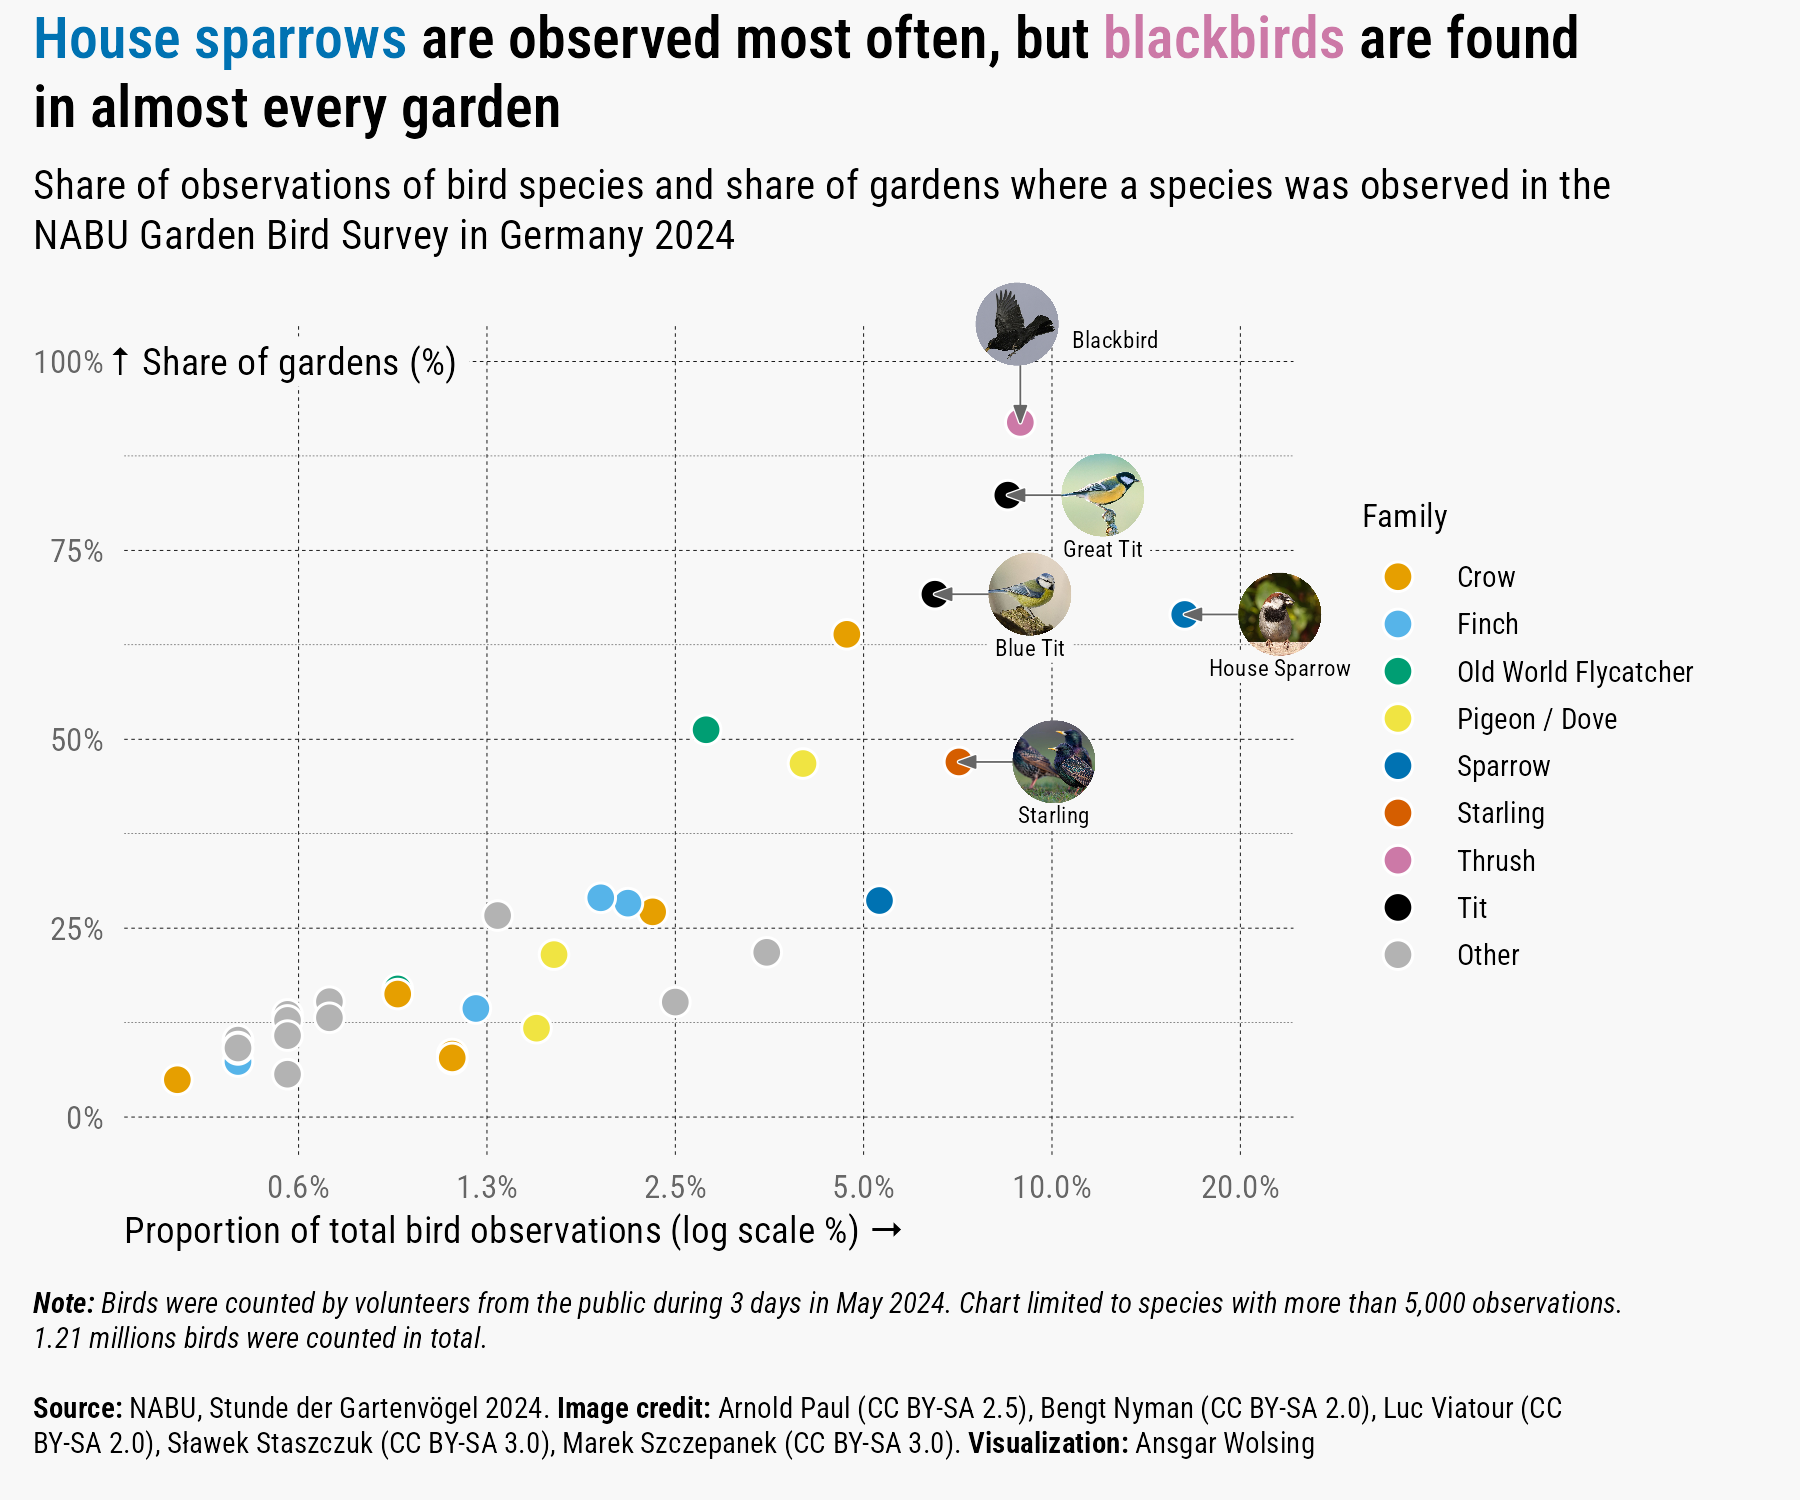 House sparrows are observed most often, but blackbirds are found
in almost every garden
Share of observations of bird species and share of gardens where a species was observed in the
NABU Garden Bird Survey in Germany 2024
Blackbird
100% ↑ Share of gardens (%)
Great Tit
75%
Blue Tit
House Sparrow
50%
Starling
25%
0%
0.6% 1.3% 2.5% 5.0% 10.0% 20.0%
Proportion of total bird observations (log scale %) →
Family
Crow
Finch
Old World Flycatcher
Pigeon / Dove
Sparrow
Starling
Thrush
Tit
Other
Note: Birds were counted by volunteers from the public during 3 days in May 2024. Chart limited to species with more than 5,000 observations.
1.21 millions birds were counted in total.
Source: NABU, Stunde der Gartenvögel 2024. Image credit: Arnold Paul (CC BY-SA 2.5), Bengt Nyman (CC BY-SA 2.0), Luc Viatour (CC
BY-SA 2.0), Sławek Staszczuk (CC BY-SA 3.0), Marek Szczepanek (CC BY-SA 3.0). Visualization: Ansgar Wolsing